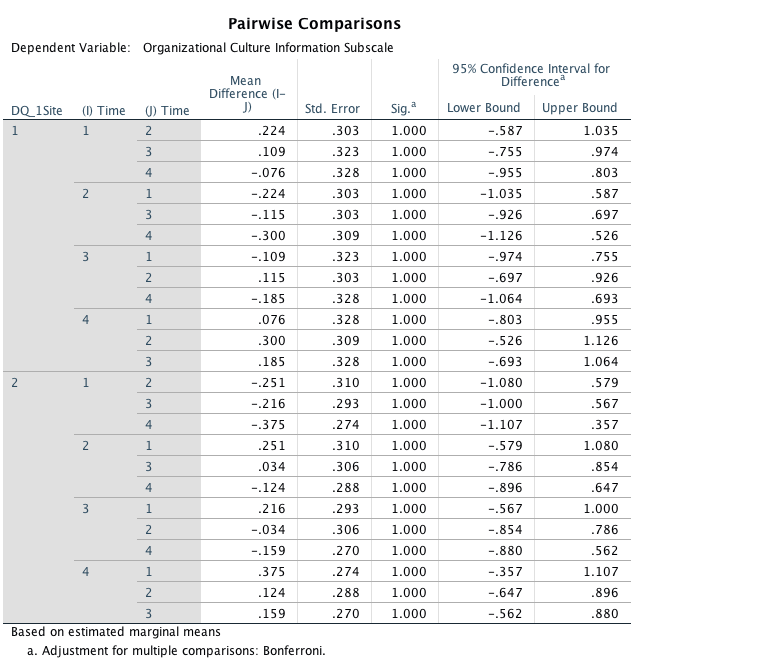 Pairwise Comparisons
Dependent Variable: Organizational Culture Information Subscale
DQ_1Site (I) Time (J) Time Mean Difference (I-J) Std. Error Sig.a 95% Confidence Interval for Differencea
Lower Bound Upper Bound
1 1 2 .224 .303 1.000 -.587 1.035
3 .109 .323 1.000 -.755 .974
4 -.076 .328 1.000 -.955 .803
2 1 -.224 .303 1.000 -1.035 .587
3 -.115 .303 1.000 -.926 .697
4 -.300 .309 1.000 -1.126 .526
3 1 -.109 .323 1.000 -.974 .755
2 .115 .303 1.000 -.697 .926
4 -.185 .328 1.000 -1.064 .693
4 1 .076 .328 1.000 -.803 .955
2 .300 .309 1.000 -.526 1.126
3 .185 .328 1.000 -.693 1.064
2 1 2 -.251 .310 1.000 -1.080 .579
3 -.216 .293 1.000 -1.000 .567
4 -.375 .274 1.000 -1.107 .357
2 1 .251 .310 1.000 -.579 1.080
3 .034 .306 1.000 -.786 .854
4 -.124 .288 1.000 -.896 .647
3 1 .216 .293 1.000 -.567 1.000
2 -.034 .306 1.000 -.854 .786
4 -.159 .270 1.000 -.880 .562
4 1 .375 .274 1.000 -.357 1.107
2 .124 .288 1.000 -.647 .896
3 .159 .270 1.000 -.562 .880
Based on estimated marginal means
a. Adjustment for multiple comparisons: Bonferroni.